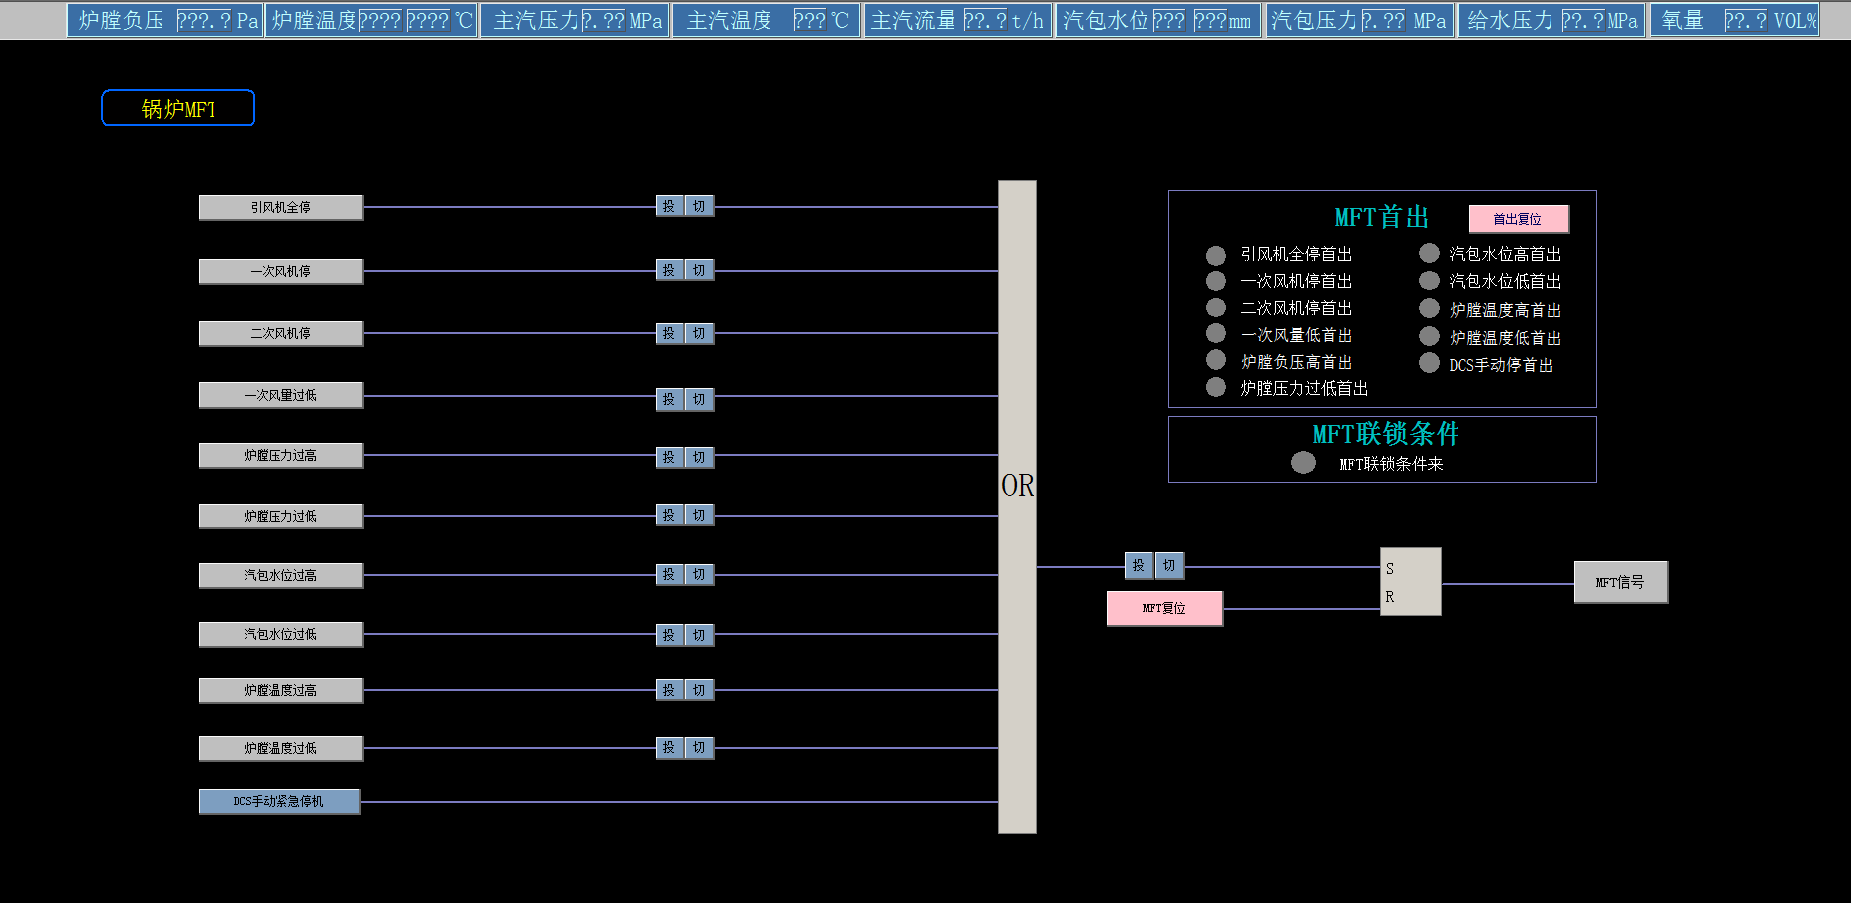 炉膛负压 ???.? Pa 炉膛温度 ???? ???? ℃ 主汽压力 ?.?? MPa 主汽温度 ??? ℃ 主汽流量 ??.? t/h 汽包水位 ??? ??? mm 汽包压力 ?.?? MPa 给水压力 ??.? MPa 氧量 ??.? VOL%
锅炉MFT
引风机全停 投 切
一次风机停 投 切
二次风机停 投 切
一次风量过低 投 切
炉膛压力过高 投 切
炉膛压力过低 投 切
汽包水位过高 投 切
汽包水位过低 投 切
炉膛温度过高 投 切
炉膛温度过低 投 切
DCS手动紧急停机
OR
MFT首出 首出复位
引风机全停首出 汽包水位高首出
一次风机停首出 汽包水位低首出
二次风机停首出 炉膛温度高首出
一次风量低首出 炉膛温度低首出
炉膛负压高首出 DCS手动停首出
炉膛压力过低首出
MFT联锁条件
MFT联锁条件来
投 切 S
MFT复位 R
MFT信号